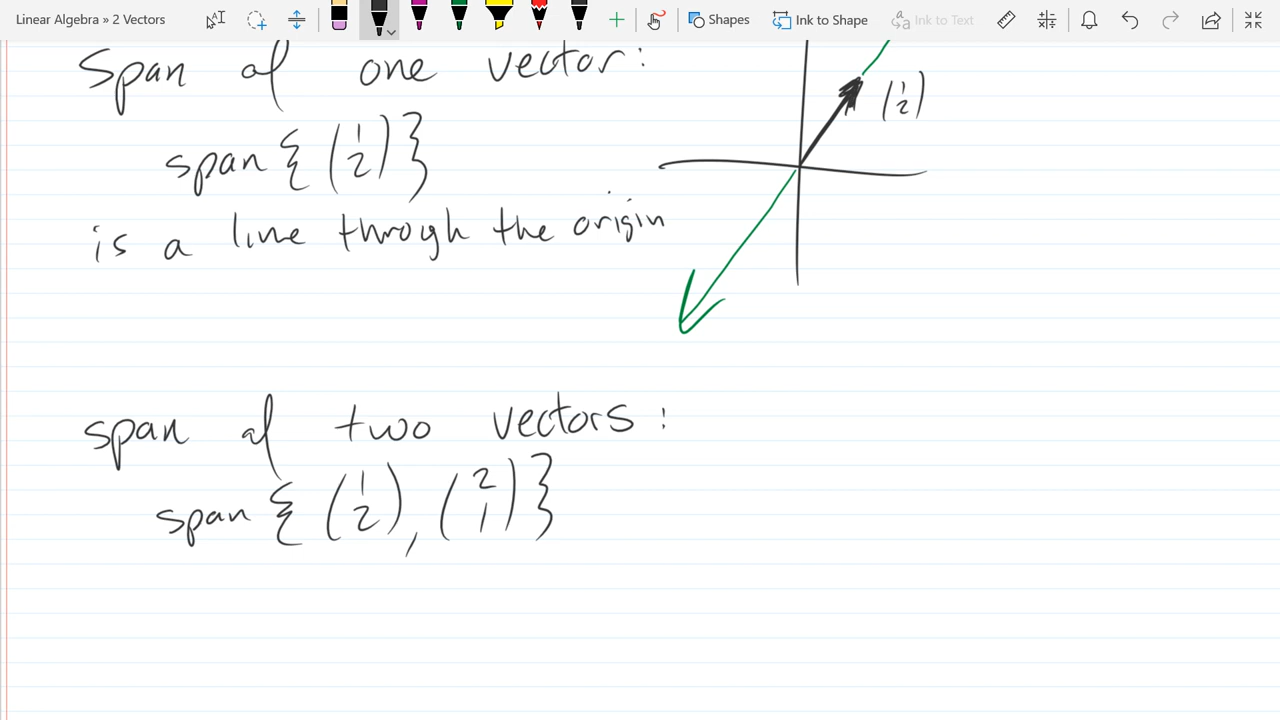 Linear Algebra » 2 Vectors
Shapes
Ink to Shape
Ink to Text
Span of one vector:
(1 2)
span { (1 2) }
is a line throgh the origin
span of two vectors:
span { (1 2), (2 1) }